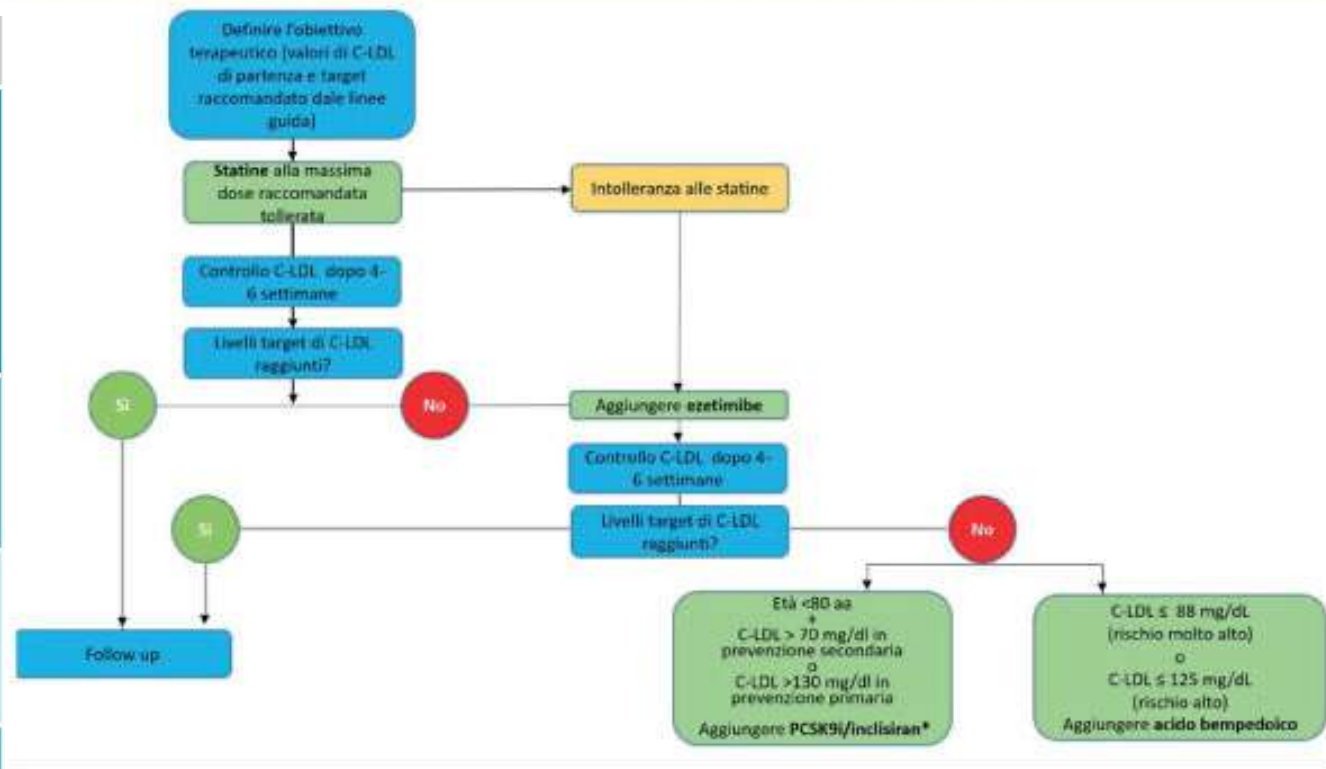 Definire l'obiettivo
terapeutico (valori di C-LDL
di partenza e target
raccomandato dale linee
guida)
Statine alla massima
dose raccomandata
tollerata
Intolleranza alle statine
Controllo C-LDL dopo 4-
6 settimane
Livelli target di C-LDL
raggiunti?
Sì
No
Aggiungere ezetimibe
Controllo C-LDL dopo 4-
6 settimane
Livelli target di C-LDL
raggiunti?
Sì
No
Follow up
Età <80 aa
+
C-LDL > 70 mg/dl in
prevenzione secondaria
o
C-LDL >130 mg/dl in
prevenzione primaria
Aggiungere PCSK9i/inclisiran*
C-LDL ≤ 88 mg/dL
(rischio molto alto)
o
C-LDL ≤ 125 mg/dL
(rischio alto)
Aggiungere acido bempedoico